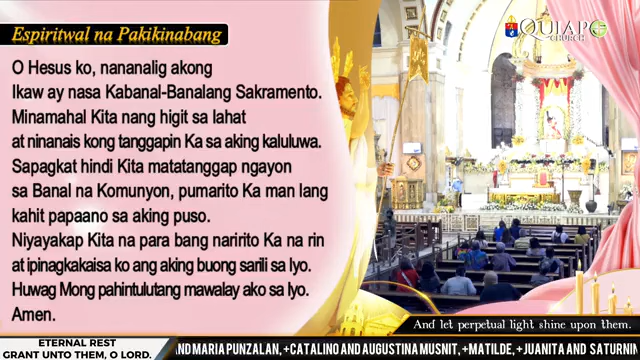 Espiritwal na Pakikinabang
QUIAPO
CHURCH
O Hesus ko, nananalig akong
Ikaw ay nasa Kabanal-Banalang Sakramento.
Minamahal Kita nang higit sa lahat
at ninanais kong tanggapin Ka sa aking kaluluwa.
Sapagkat hindi Kita matatanggap ngayon
sa Banal na Komunyon, pumarito Ka man lang
kahit papaano sa aking puso.
Niyayakap Kita na para bang naririto Ka na rin
at ipinagkakaisa ko ang aking buong sarili sa Iyo.
Huwag Mong pahintulutang mawalay ako sa Iyo.
Amen.
And let perpetual light shine upon them.
ETERNAL REST
GRANT UNTO THEM, O LORD.
ND MARIA PUNZALAN, +CATALINO AND AUGUSTINA MUSNIT, +MATILDE, +JUANITA AND SATURNIN